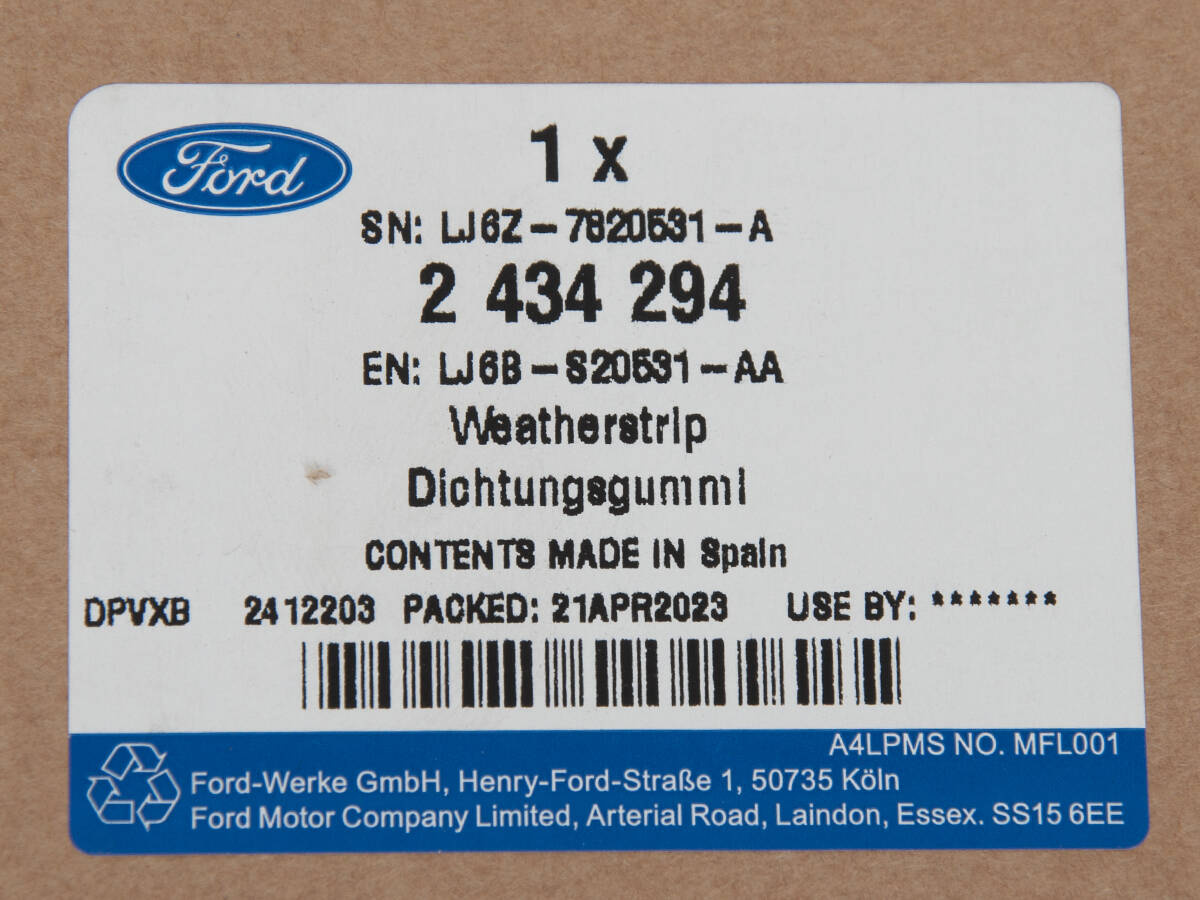 Ford
1 x
SN: LJ6Z-7820531-A
2 434 294
EN: LJ6B-S20531-AA
Weatherstrip
Dichtungsgummi
CONTENTS MADE IN Spain
DPVXB 2412203 PACKED: 21APR2023 USE BY: *******
A4LPMS NO. MFL001
Ford-Werke GmbH, Henry-Ford-Straße 1, 50735 Köln
Ford Motor Company Limited, Arterial Road, Laindon, Essex. SS15 6EE